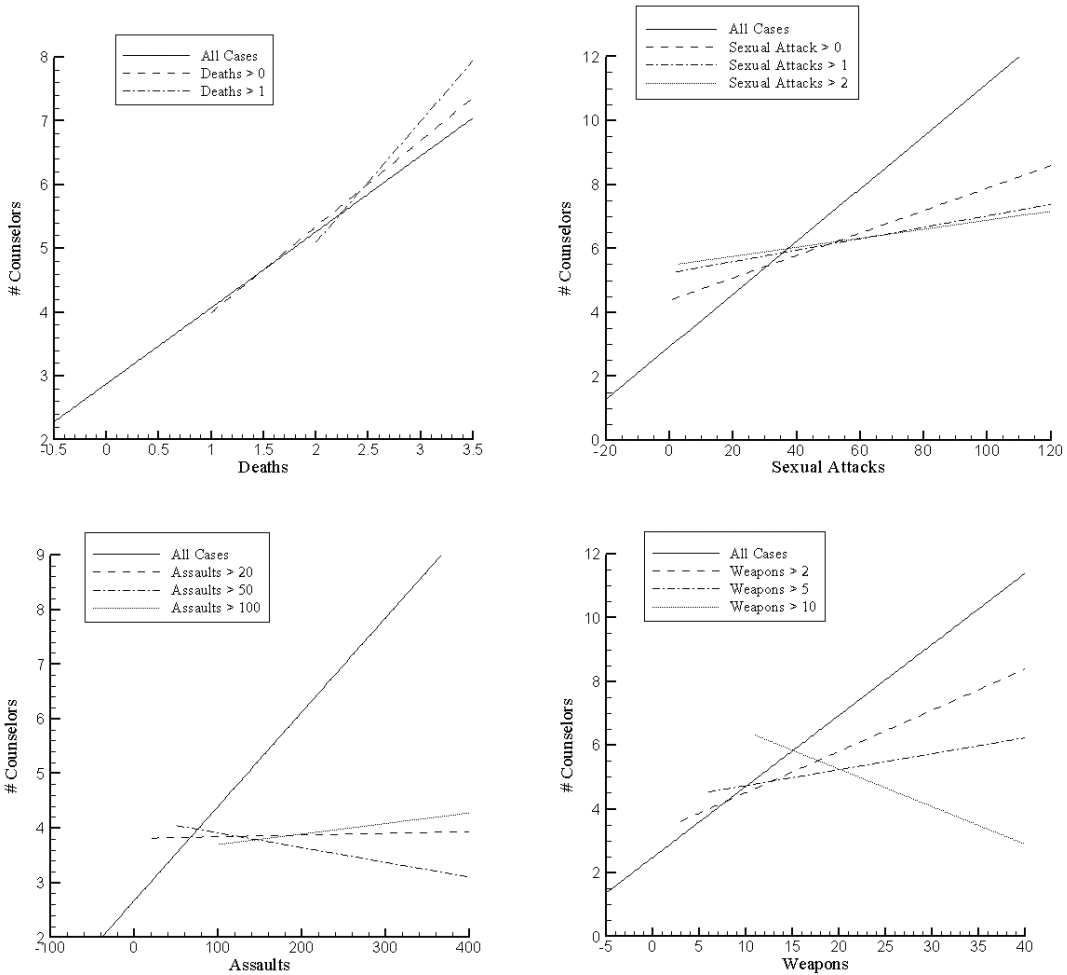 All Cases
Deaths > 0
Deaths > 1
8
7
6
5
4
3
2
# Counselors
-0.5 0 0.5 1 1.5 2 2.5 3 3.5
Deaths
All Cases
Sexual Attack > 0
Sexual Attacks > 1
Sexual Attacks > 2
12
10
8
6
4
2
0
# Counselors
-20 0 20 40 60 80 100 120
Sexual Attacks
All Cases
Assaults > 20
Assaults > 50
Assaults > 100
9
8
7
6
5
4
3
2
# Counselors
-100 0 100 200 300 400
Assaults
All Cases
Weapons > 2
Weapons > 5
Weapons > 10
12
10
8
6
4
2
0
# Counselors
-5 0 5 10 15 20 25 30 35 40
Weapons